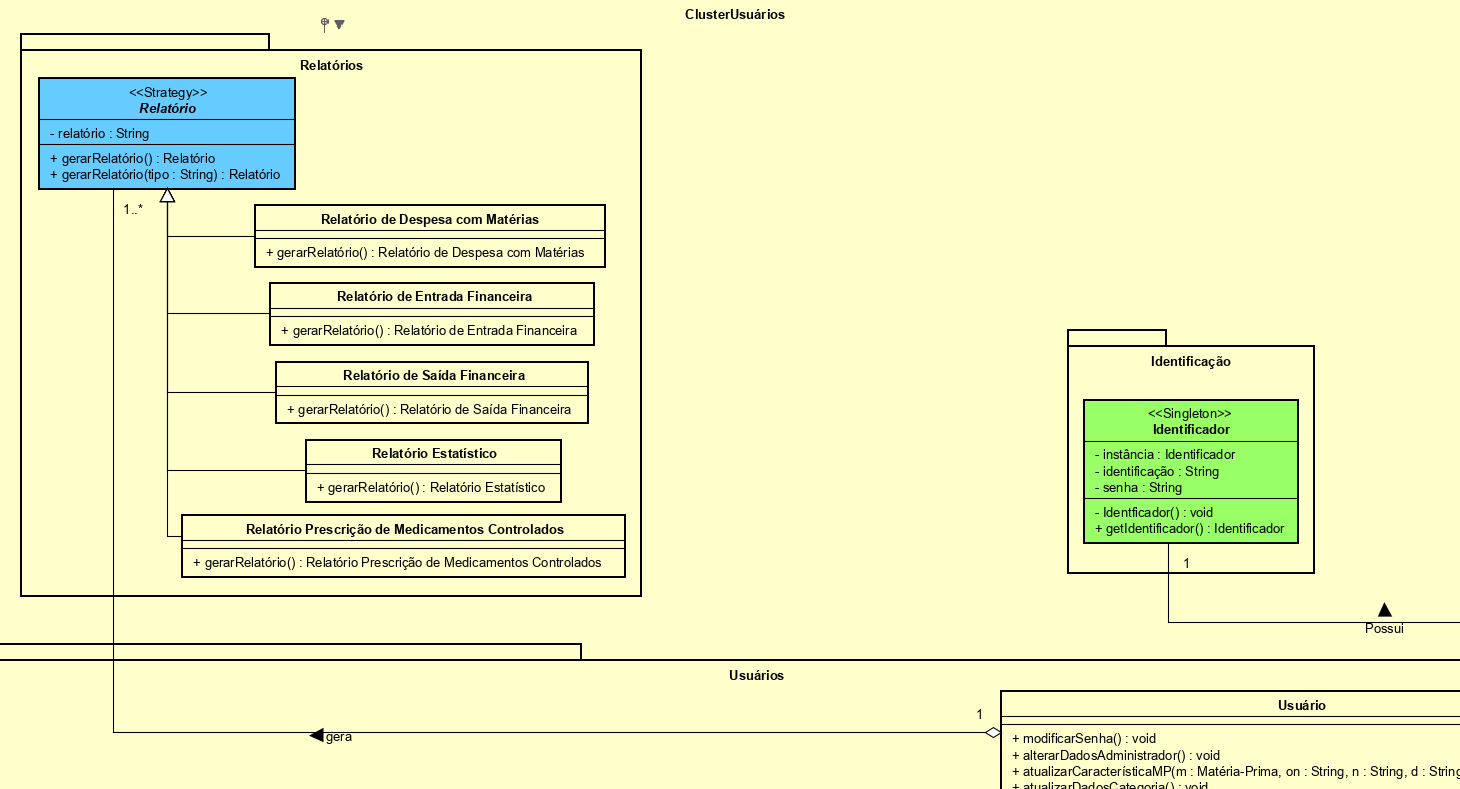 ClusterUsuários
Relatórios
<<Strategy>>
Relatório
- relatório : String
+ gerarRelatório() : Relatório
+ gerarRelatório(tipo : String) : Relatório
1..*
Relatório de Despesa com Matérias
+ gerarRelatório() : Relatório de Despesa com Matérias
Relatório de Entrada Financeira
+ gerarRelatório() : Relatório de Entrada Financeira
Relatório de Saída Financeira
+ gerarRelatório() : Relatório de Saída Financeira
Relatório Estatístico
+ gerarRelatório() : Relatório Estatístico
Relatório Prescrição de Medicamentos Controlados
+ gerarRelatório() : Relatório Prescrição de Medicamentos Controlados
Identificação
<<Singleton>>
Identificador
- instância : Identificador
- identificação : String
- senha : String
- Identficador() : void
+ getIdentificador() : Identificador
1
Possui
Usuários
Usuário
1
gera
+ modificarSenha() : void
+ alterarDadosAdministrador() : void
+ atualizarCaracterísticaMP(m : Matéria-Prima, on : String, n : String, d : String
+ atualizarDadosCategoria() : void